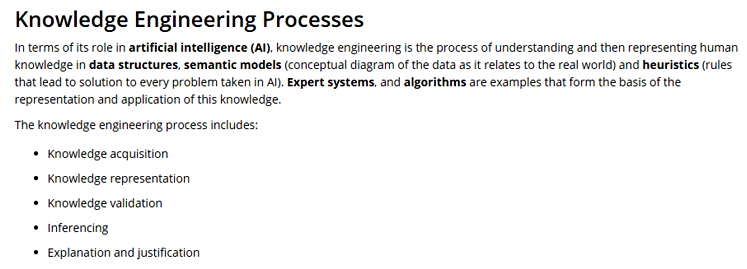 Knowledge Engineering Processes
In terms of its role in artificial intelligence (AI), knowledge engineering is the process of understanding and then representing human
knowledge in data structures, semantic models (conceptual diagram of the data as it relates to the real world) and heuristics (rules
that lead to solution to every problem taken in AI). Expert systems, and algorithms are examples that form the basis of the
representation and application of this knowledge.
The knowledge engineering process includes:
• Knowledge acquisition
• Knowledge representation
• Knowledge validation
• Inferencing
• Explanation and justification